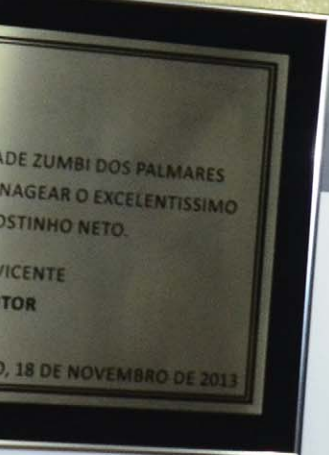 ADE ZUMBI DOS PALMARES
NAGEAR O EXCELENTISSIMO
OSTINHO NETO.
VICENTE
TOR
O, 18 DE NOVEMBRO DE 2013